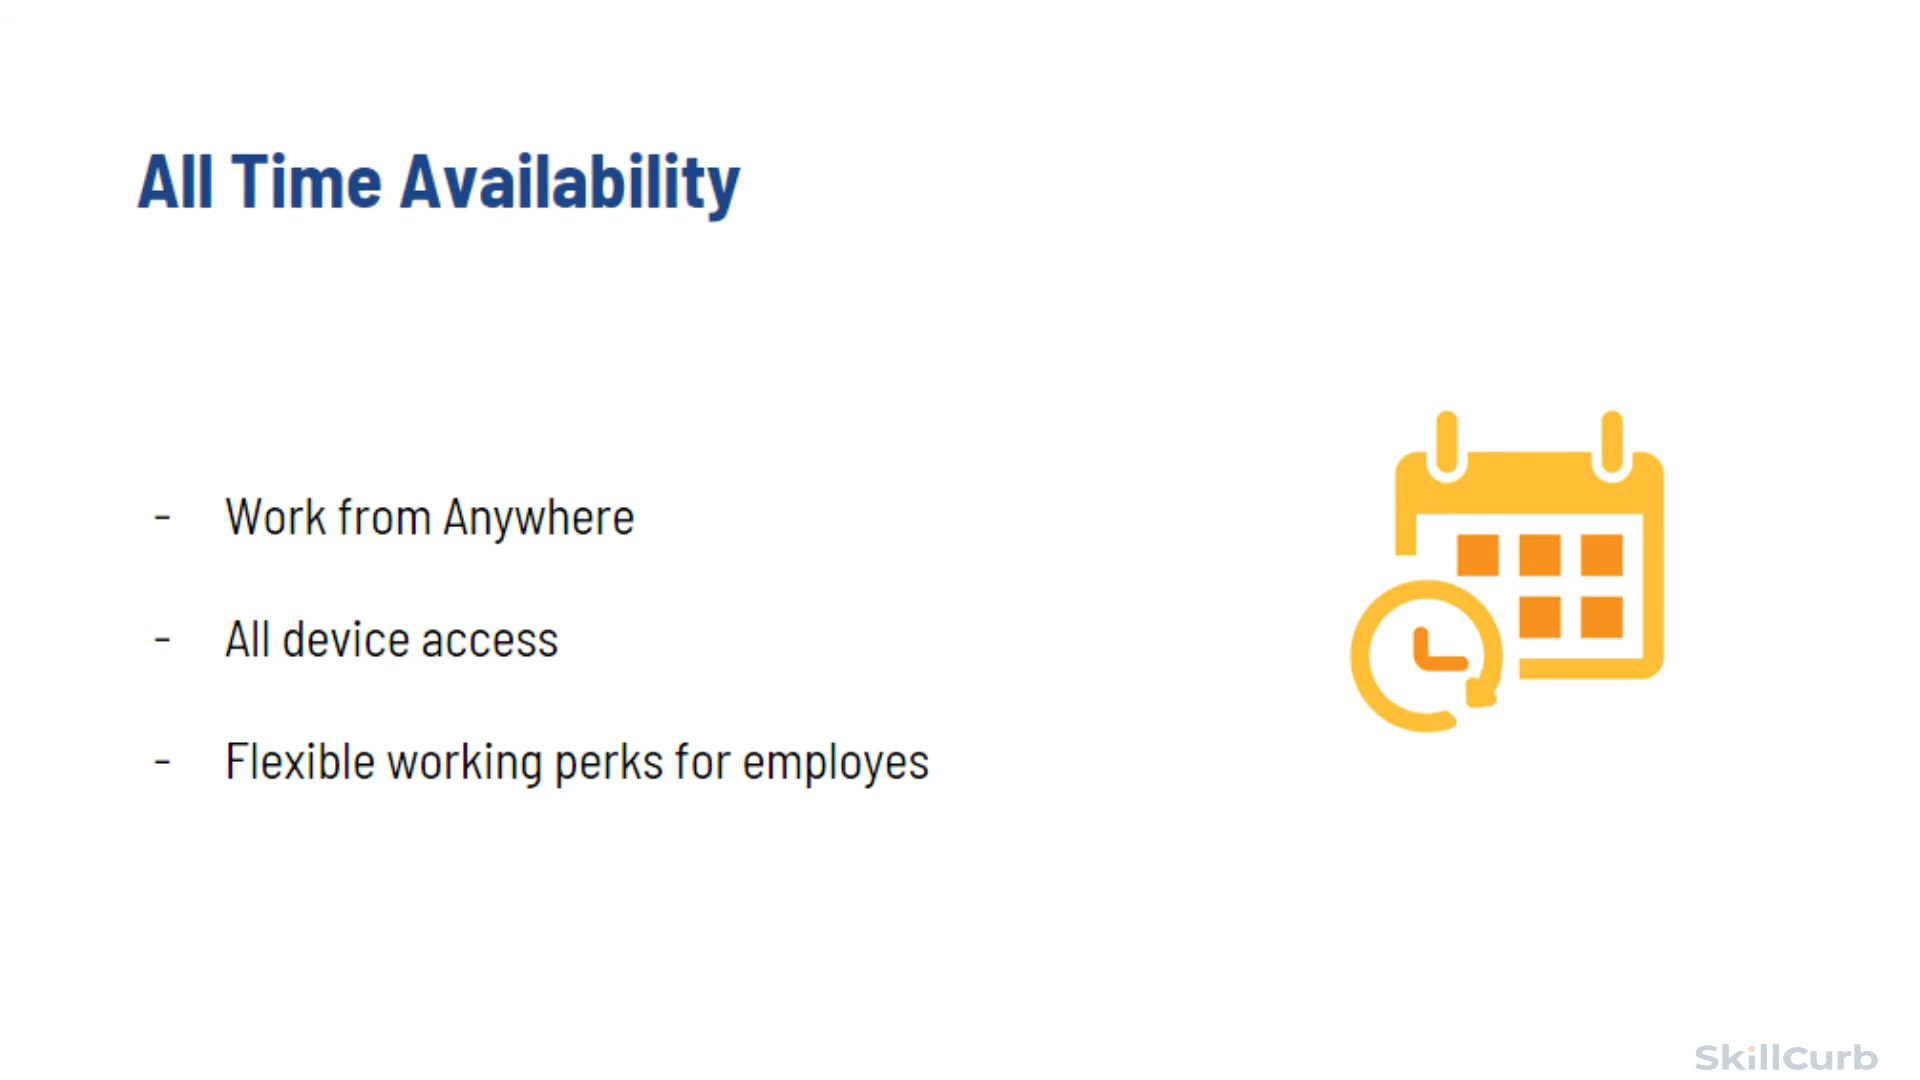 All Time Availability
- Work from Anywhere
- All device access
- Flexible working perks for employes
SkillCurb